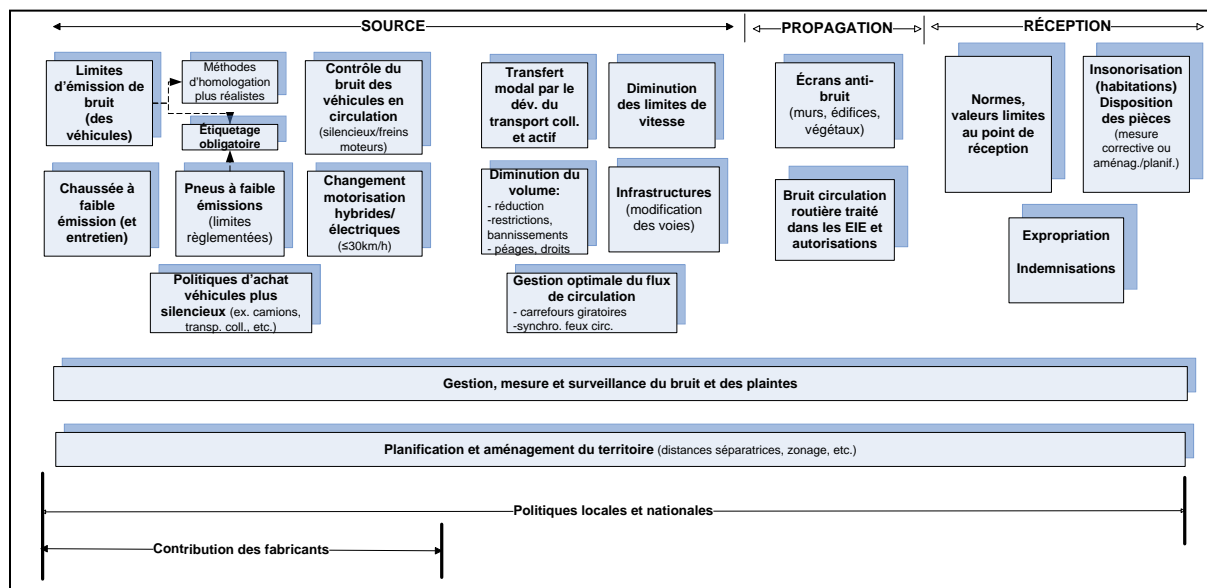 SOURCE
PROPAGATION
RÉCEPTION
Limites
d'émission de
bruit (des
véhicules)
Méthodes
d'homologation
plus réalistes
Étiquetage
obligatoire
Contrôle du
bruit des
véhicules en
circulation
(silencieux/freins
moteurs)
Transfert
modal par le
dév. du
transport coll.
et actif
Diminution
des limites de
vitesse
Écrans anti-
bruit
(murs, édifices,
végétaux)
Normes,
valeurs limites
au point de
réception
Insonorisation
(habitations)
Disposition
des pièces
(mesure
corrective ou
aménag./planif.)
Chaussée à
faible
émission (et
entretien)
Pneus à faible
émissions
(limites
règlementées)
Changement
motorisation
hybrides/
électriques
(≤30km/h)
Diminution du
volume:
- réduction
-restrictions,
bannissements
- péages, droits
Infrastructures
(modification
des voies)
Bruit circulation
routière traité
dans les EIE et
autorisations
Expropriation
Indemnisations
Politiques d'achat
véhicules plus
silencieux (ex. camions,
transp. coll., etc.)
Gestion optimale du flux
de circulation
- carrefours giratoires
-synchro. feux circ.
Gestion, mesure et surveillance du bruit et des plaintes
Planification et aménagement du territoire (distances séparatrices, zonage, etc.)
Politiques locales et nationales
Contribution des fabricants